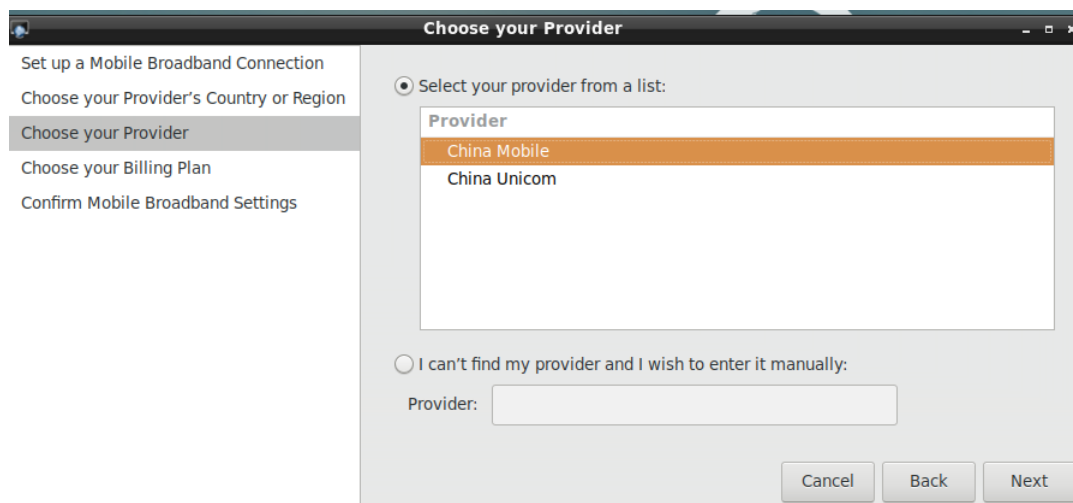 Choose your Provider
Set up a Mobile Broadband Connection
Choose your Provider’s Country or Region
Choose your Provider
Choose your Billing Plan
Confirm Mobile Broadband Settings
Select your provider from a list:
Provider
China Mobile
China Unicom
I can’t find my provider and I wish to enter it manually:
Provider:
Cancel Back Next